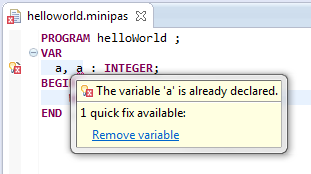 helloworld.minipas
PROGRAM helloWorld ;
VAR
a, a : INTEGER;
BEGI
The variable 'a' is already declared.
1 quick fix available:
Remove variable
END